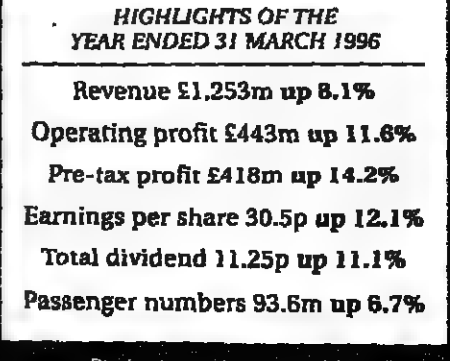 HIGHLIGHTS OF THE
YEAR ENDED 31 MARCH 1996
Revenue £1,253m up 8.1%
Operating profit £443m up 11.6%
Pre-tax profit £418m up 14.2%
Earnings per share 30.5p up 12.1%
Total dividend 11.25p up 11.1%
Passenger numbers 93.6m up 6.7%